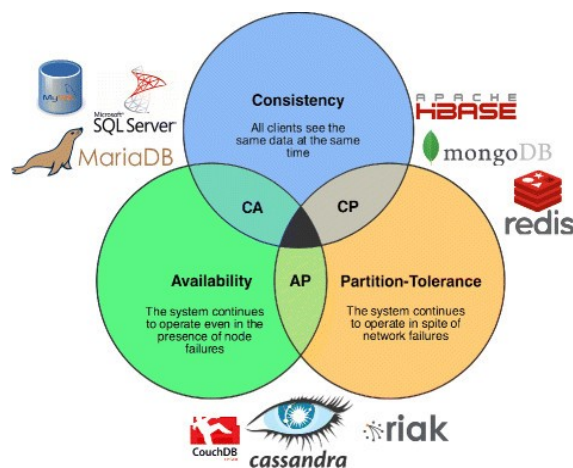 Consistency
All clients see the
same data at the same
time
MySQL
Microsoft
SQL Server
MariaDB
APACHE
HBASE
mongoDB
redis
CA
CP
AP
Availability
The system continues
to operate even in the
presence of node
failures
Partition-Tolerance
The system continues
to operate in spite of
network failures
CouchDB
cassandra
riak